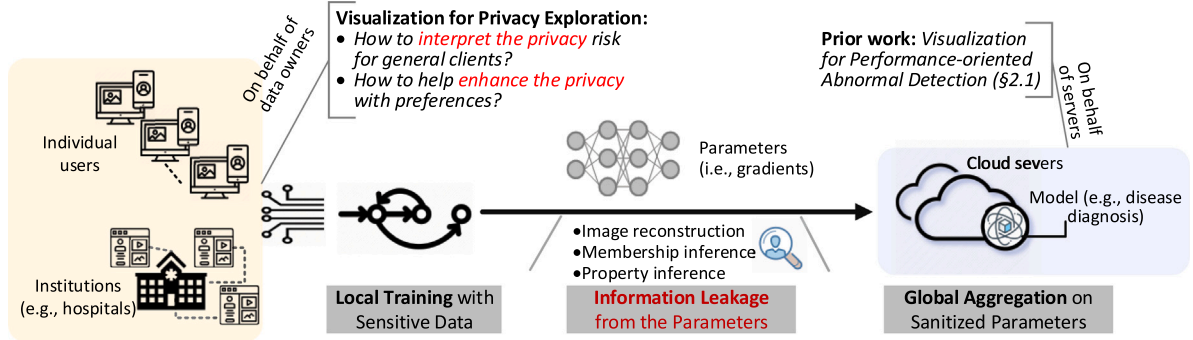 On behalf of
data owners
Visualization for Privacy Exploration:
• How to interpret the privacy risk
for general clients?
• How to help enhance the privacy
with preferences?
Prior work: Visualization
for Performance-oriented
Abnormal Detection (§2.1)
On behalf
of servers
Individual
users
Institutions
(e.g., hospitals)
Parameters
(i.e., gradients)
•Image reconstruction
•Membership inference
•Property inference
Cloud severs
Model (e.g., disease
diagnosis)
Local Training with
Sensitive Data
Information Leakage
from the Parameters
Global Aggregation on
Sanitized Parameters